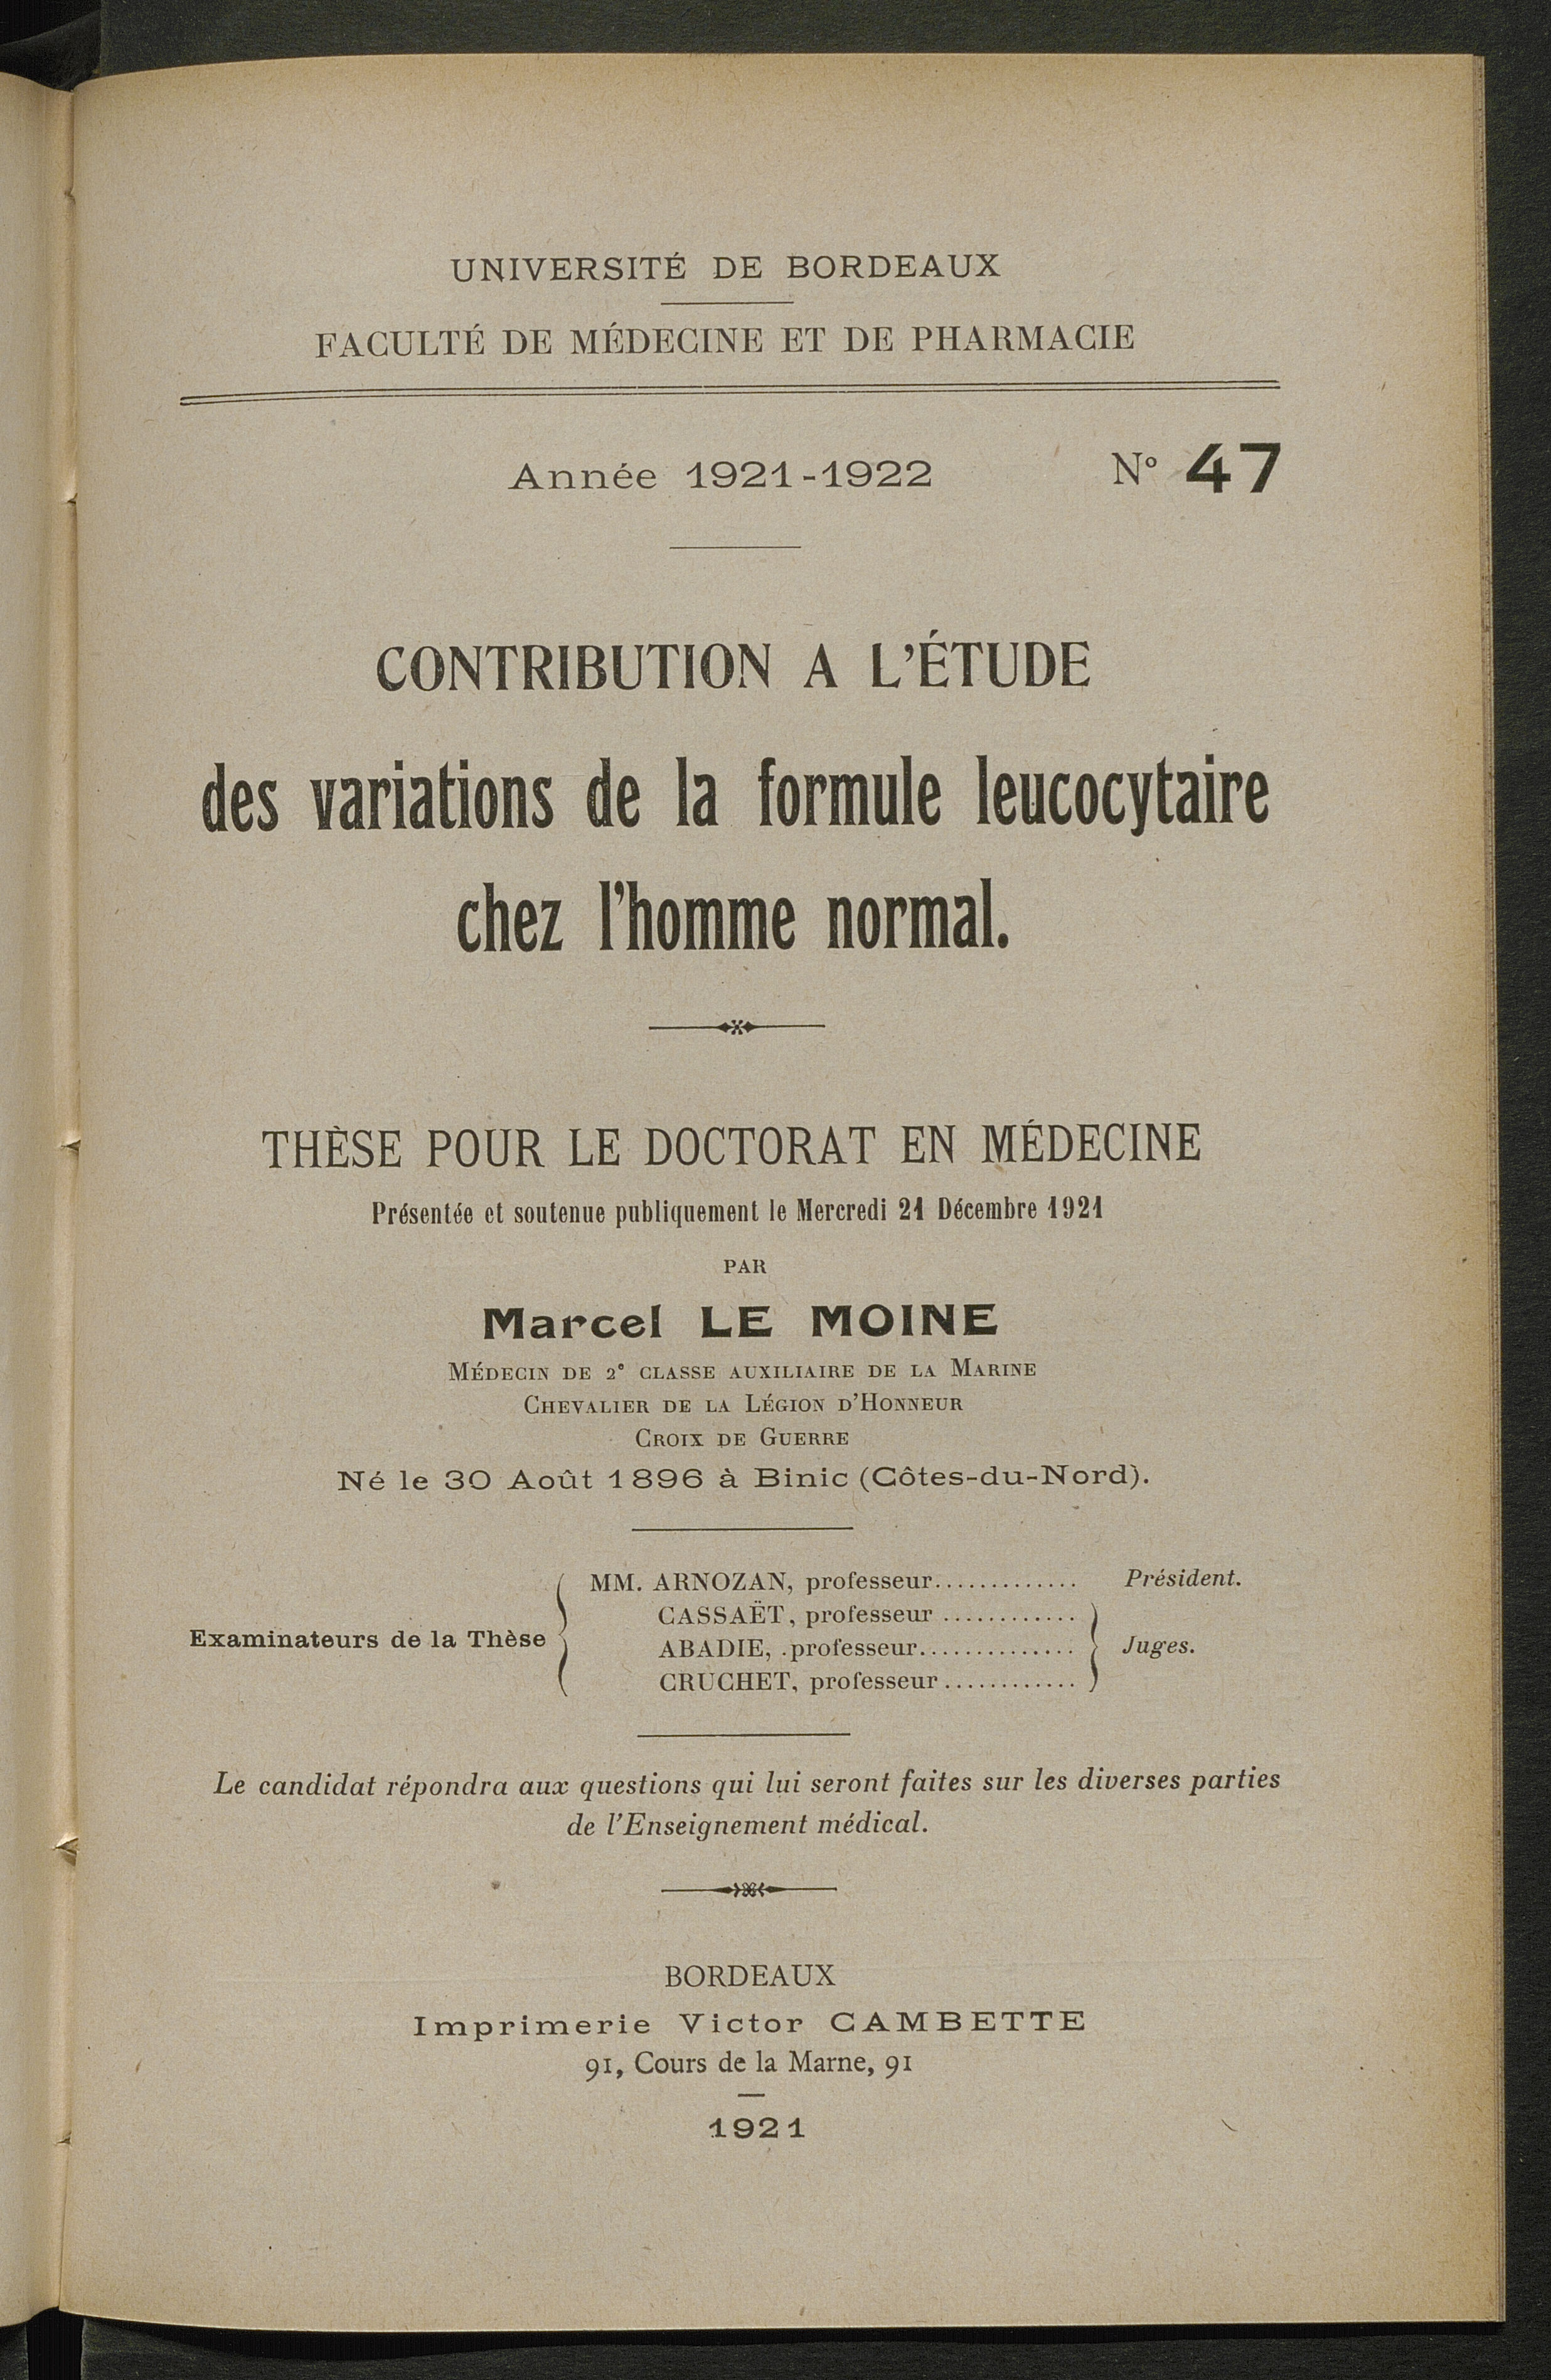 UNIVERSITÉ DE BORDEAUX
FACULTÉ DE MÉDECINE ET DE PHARMACIE
Année 1921-1922 N° 47
CONTRIBUTION A L'ÉTUDE
des variations de la formule leucocytaire
chez l'homme normal.
THÈSE POUR LE DOCTORAT EN MÉDECINE
Présentée et soutenue publiquement le Mercredi 21 Décembre 1921
PAR
Marcel LE MOINE
MÉDECIN DE 2e CLASSE AUXILIAIRE DE LA MARINE
CHEVALIER DE LA LÉGION D'HONNEUR
CROIX DE GUERRE
Né le 30 Août 1896 à Binic (Côtes-du-Nord).
MM. ARNOZAN, professeur............. Président.
CASSAËT, professeur ............
Examinateurs de la Thèse
ABADIE, .professeur.............. Juges.
CRUCHET, professeur ............
Le candidat répondra aux questions qui lui seront faites sur les diverses parties
de l'Enseignement médical.
BORDEAUX
Imprimerie Victor CAMBETTE
91, Cours de la Marne, 91
1921